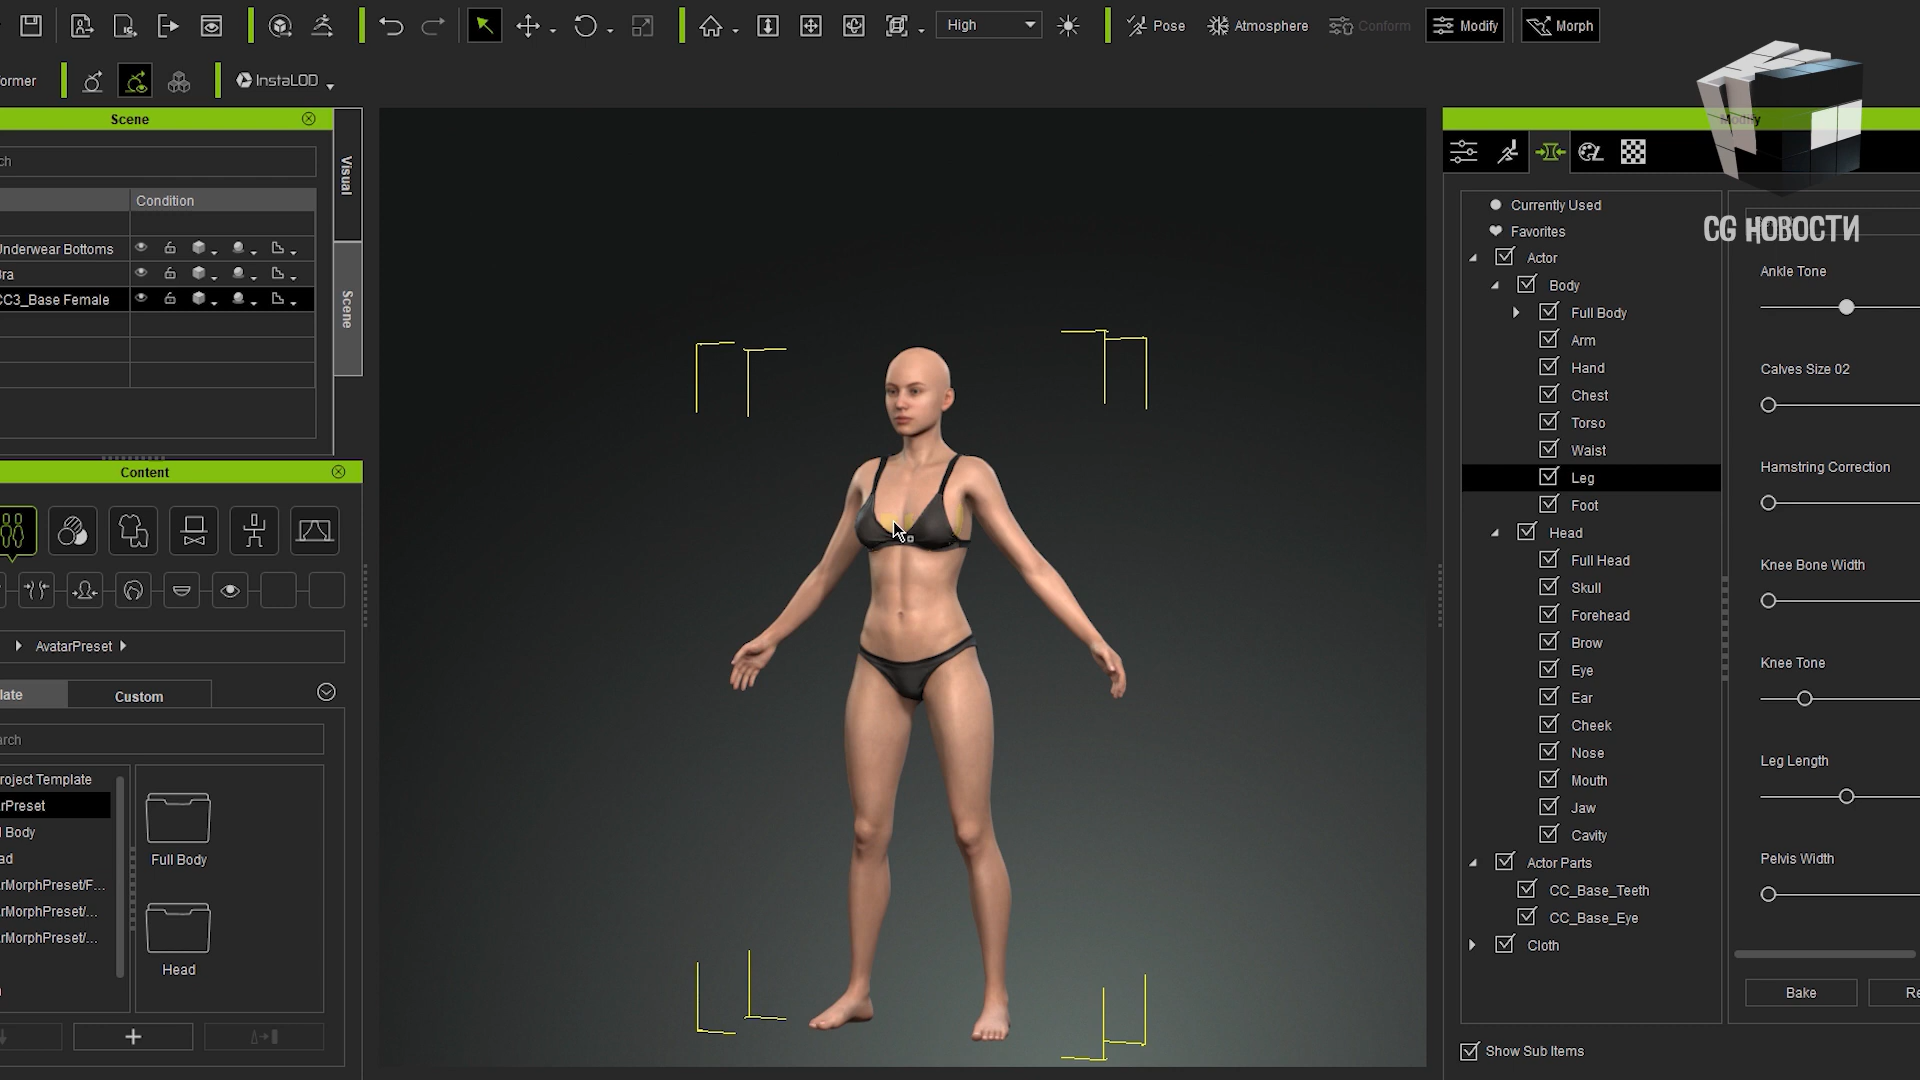 High
Pose
Atmosphere
Conform
Modify
Morph
ormer
InstaLOD
Scene
Modify
ch
Visual
Condition
Underwear Bottoms
Bra
CC3_Base Female
Scene
Content
AvatarPreset
late
Custom
arch
roject Template
rPreset
l Body
ad
rMorphPreset/F...
rMorphPreset/...
rMorphPreset/...
Full Body
Head
CG НОВОСТИ
Currently Used
Favorites
Actor
Body
Full Body
Arm
Hand
Chest
Torso
Waist
Leg
Foot
Head
Full Head
Skull
Forehead
Brow
Eye
Ear
Cheek
Nose
Mouth
Jaw
Cavity
Actor Parts
CC_Base_Teeth
CC_Base_Eye
Cloth
Show Sub Items
Ankle Tone
Calves Size 02
Hamstring Correction
Knee Bone Width
Knee Tone
Leg Length
Pelvis Width
Bake
Re